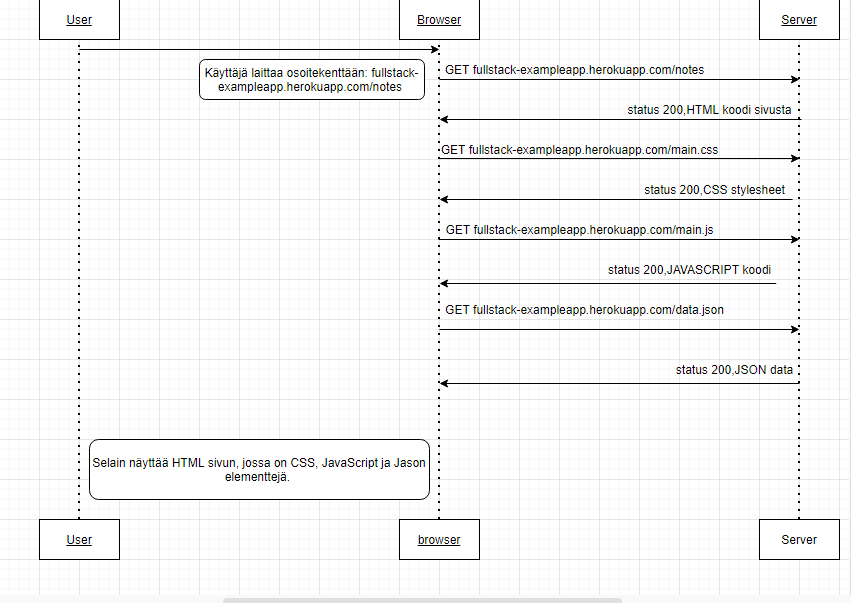 User
Browser
Server
Käyttäjä laittaa osoitekenttään: fullstack-
exampleapp.herokuapp.com/notes
GET fullstack-exampleapp.herokuapp.com/notes
status 200,HTML koodi sivusta
GET fullstack-exampleapp.herokuapp.com/main.css
status 200,CSS stylesheet
GET fullstack-exampleapp.herokuapp.com/main.js
status 200,JAVASCRIPT koodi
GET fullstack-exampleapp.herokuapp.com/data.json
status 200,JSON data
Selain näyttää HTML sivun, jossa on CSS, JavaScript ja Jason
elementtejä.
User
browser
Server